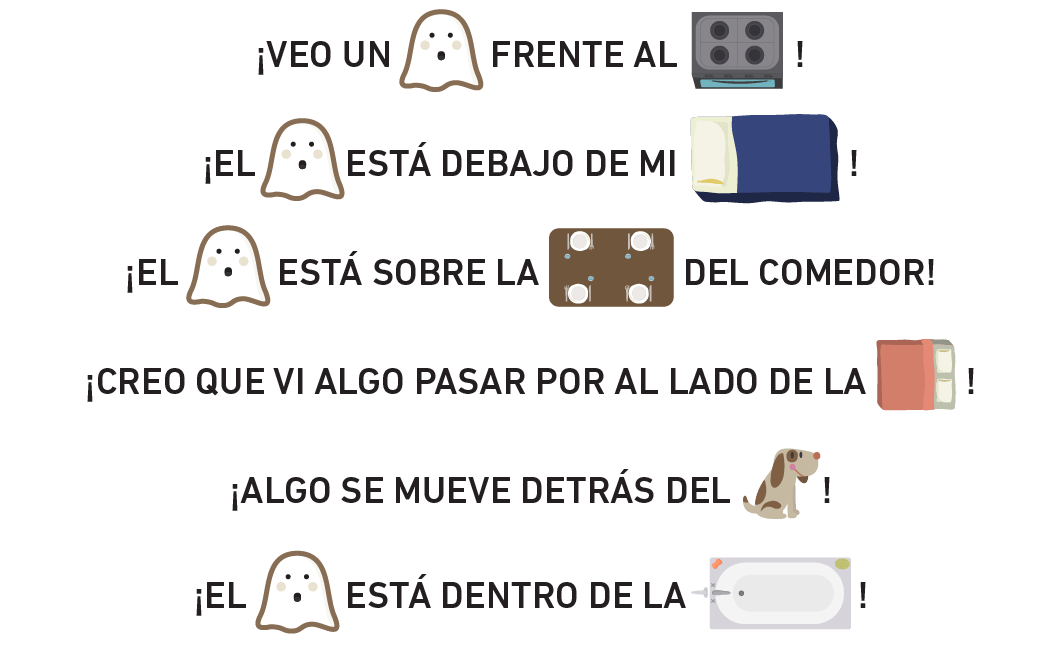 ¡VEO UN FRENTE AL !
¡EL ESTÁ DEBAJO DE MI !
¡EL ESTÁ SOBRE LA DEL COMEDOR!
¡CREO QUE VI ALGO PASAR POR AL LADO DE LA !
¡ALGO SE MUEVE DETRÁS DEL !
¡EL ESTÁ DENTRO DE LA !